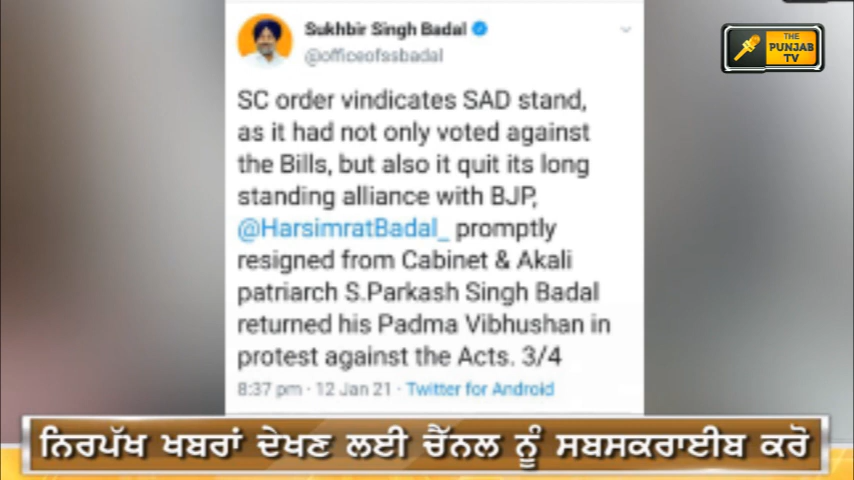 Sukhbir Singh Badal
@officeofssbadal
THE
PUNJAB
TV
SC order vindicates SAD stand,
as it had not only voted against
the Bills, but also it quit its long
standing alliance with BJP,
@HarsimratBadal_ promptly
resigned from Cabinet & Akali
patriarch S.Parkash Singh Badal
returned his Padma Vibhushan in
protest against the Acts. 3/4
8:37 pm · 12 Jan 21 · Twitter for Android
ਨਿਰਪੱਖ ਖਬਰਾਂ ਦੇਖਣ ਲਈ ਚੈੱਨਲ ਨੂੰ ਸਬਸਕਰਾਈਬ ਕਰੋ